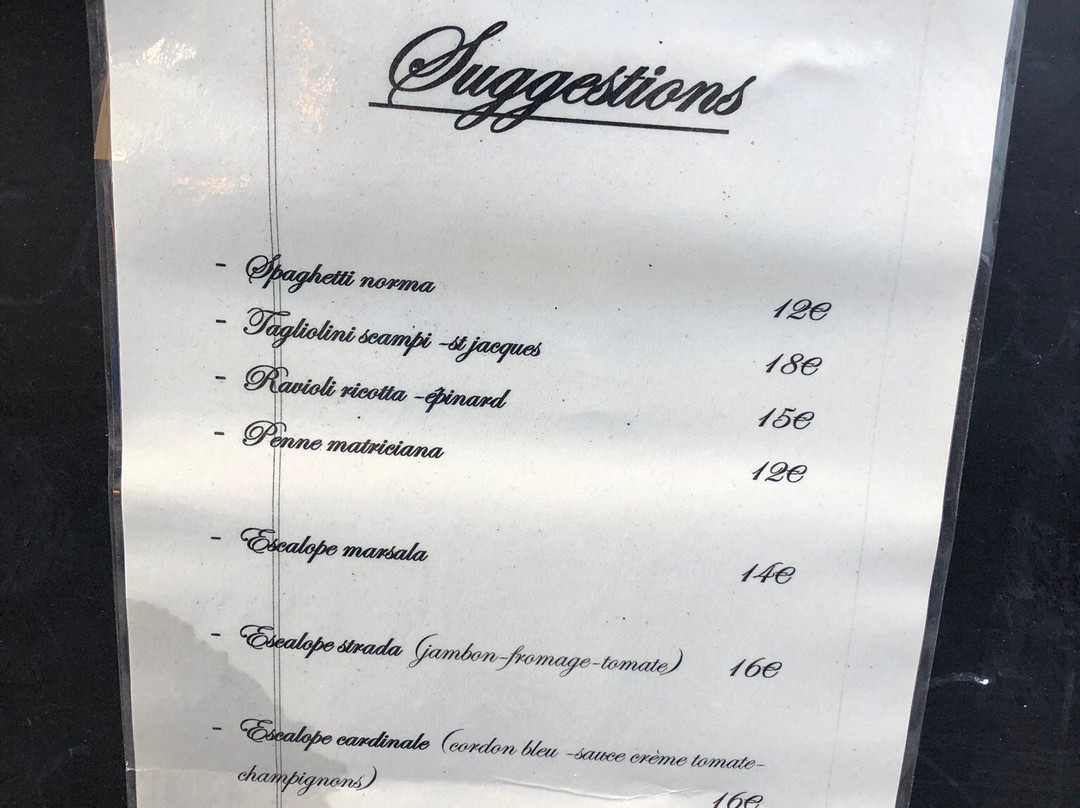 Suggestions
- Spaghetti norma 12€
- Tagliolini scampi -st jacques 18€
- Ravioli ricotta -épinard 15€
- Penne matriciana 12€
- Escalope marsala 14€
- Escalope strada (jambon-fromage-tomate) 16€
- Escalope cardinale (cordon bleu -sauce crème tomate-
champignons) 16€